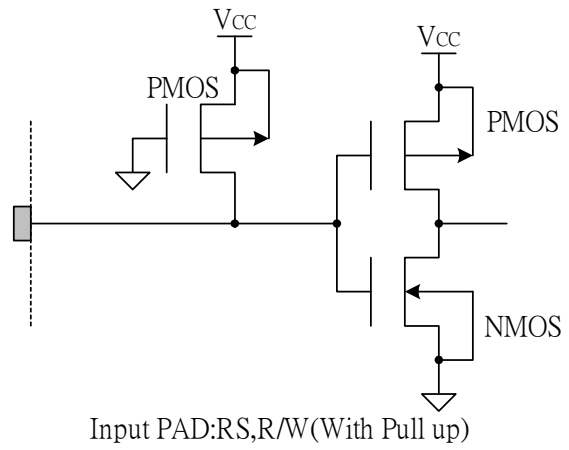 VCC
VCC
PMOS
PMOS
NMOS
Input PAD:RS,R/W(With Pull up)